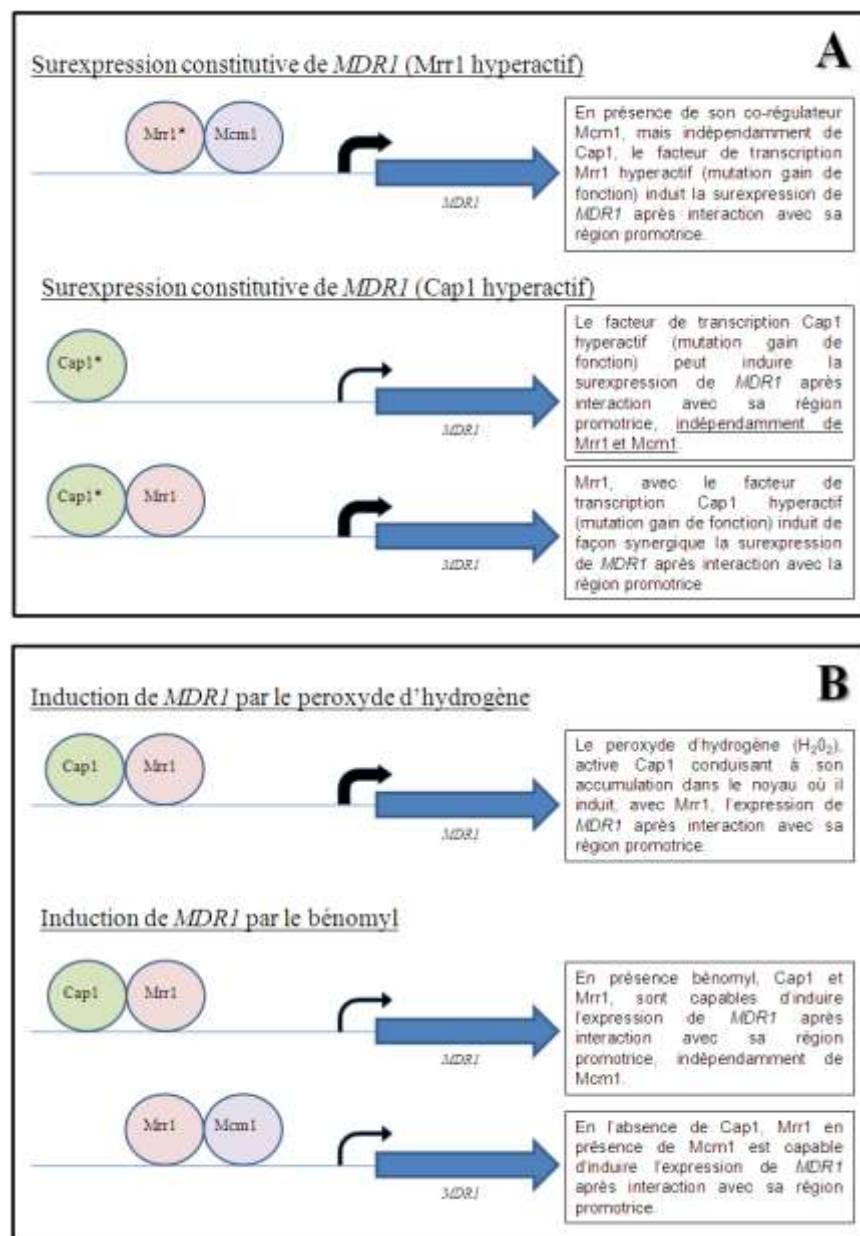 A
Surexpression constitutive de MDR1 (Mrr1 hyperactif)
Mrr1*
Mcm1
MDR1
En présence de son co-régulateur
Mcm1, mais indépendamment de
Cap1, le facteur de transcription
Mrr1 hyperactif (mutation gain de
fonction) induit la surexpression de
MDR1 après interaction avec sa
région promotrice.
Surexpression constitutive de MDR1 (Cap1 hyperactif)
Cap1*
MDR1
Le facteur de transcription Cap1
hyperactif (mutation gain de
fonction) peut induire la
surexpression de MDR1 après
interaction avec sa région
promotrice, indépendamment de
Mrr1 et Mcm1.
Cap1*
Mrr1
MDR1
Mrr1, avec le facteur de
transcription Cap1 hyperactif
(mutation gain de fonction) induit de
façon synergique la surexpression
de MDR1 après interaction avec la
région promotrice
B
Induction de MDR1 par le peroxyde d'hydrogène
Cap1
Mrr1
MDR1
Le peroxyde d'hydrogène (H₂0₂),
active Cap1 conduisant à son
accumulation dans le noyau où il
induit, avec Mrr1, l'expression de
MDR1 après interaction avec sa
région promotrice.
Induction de MDR1 par le bénomyl
Cap1
Mrr1
MDR1
En présence bénomyl, Cap1 et
Mrr1, sont capables d'induire
l'expression de MDR1 après
interaction avec sa région
promotrice, indépendamment de
Mcm1.
Mrr1
Mcm1
MDR1
En l'absence de Cap1, Mrr1 en
présence de Mcm1 est capable
d'induire l'expression de MDR1
après interaction avec sa région
promotrice.